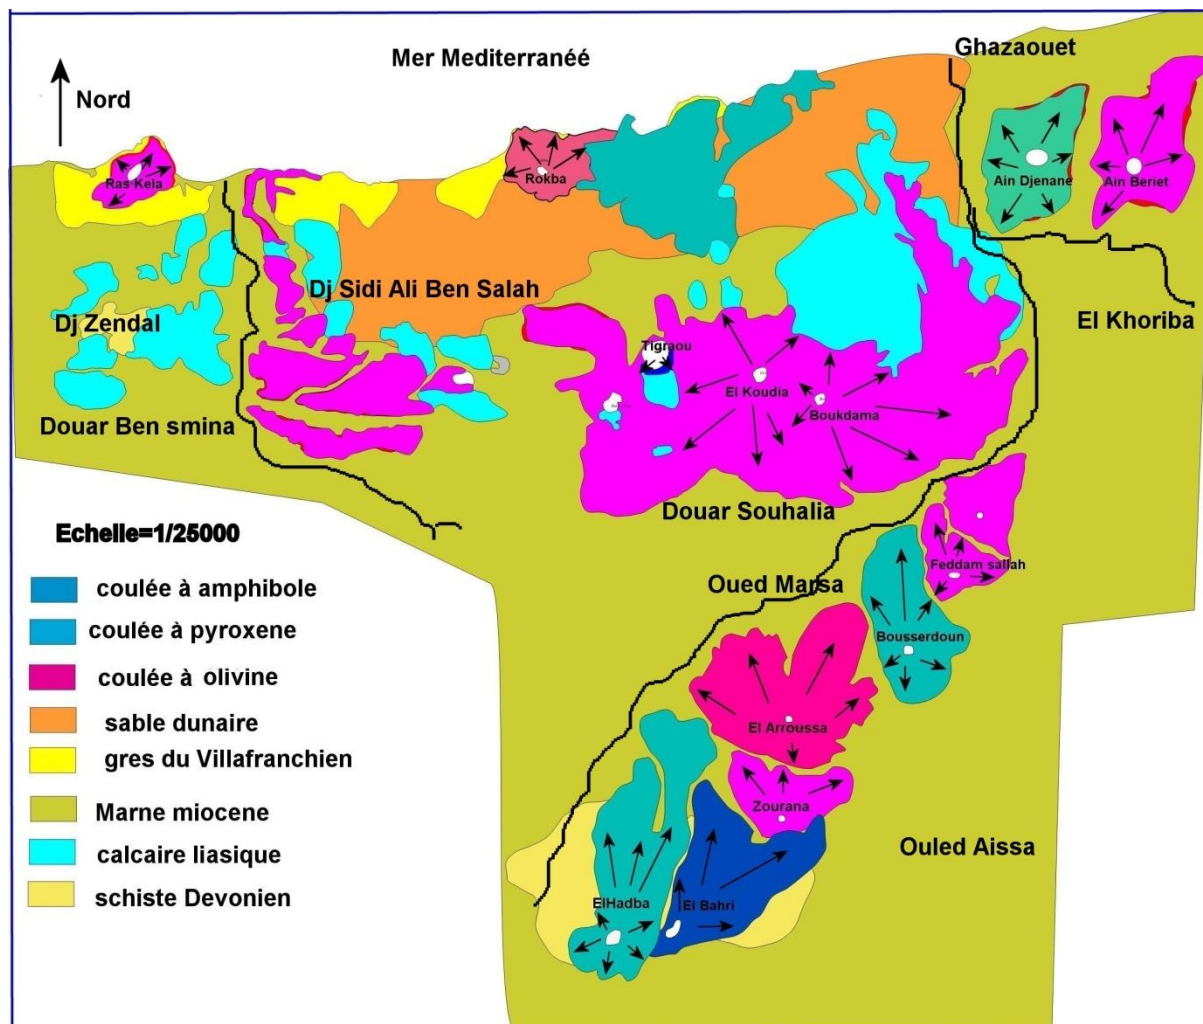 Mer Mediterranéé
Ghazaouet
Nord
Ras Kela
Rokba
Ain Djenane
Ain Beriet
Dj Sidi Ali Ben Salah
Dj Zendal
El Khoriba
Tigraou
El Koudia
Boukdama
Douar Ben smina
Douar Souhalia
Echelle=1/25000
Feddam sallah
Oued Marsa
Bousserdoun
El Arroussa
Zourana
Ouled Aissa
ElHadba
El Bahri
coulée à amphibole
coulée à pyroxene
coulée à olivine
sable dunaire
gres du Villafranchien
Marne miocene
calcaire liasique
schiste Devonien